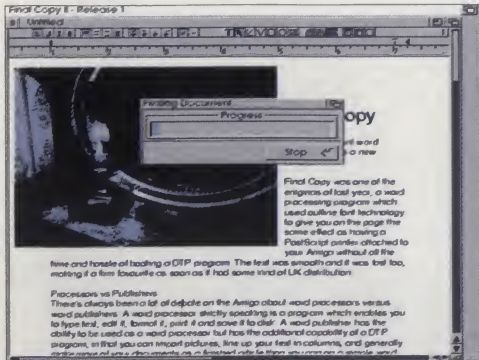 Final Copy II - Release 1
Untitled
Printing Document
Progress
Stop
opy
word
a new
Final Copy was one of the
enigmas of last year, a word
processing program which
used outline font technology
to give you on the page the
same effect as having a
PostScript printer attached to
your Amiga without all the
time and hassle of loading a DTP program. The text was smooth and it was fast too,
making it a firm favourite as soon as it had some kind of UK distribution.
Processors vs Publishers
There's always been a lot of debate on the Amiga about word processors versus
word publishers. A word processor strictly speaking is a program which enables you
to type text, edit it, format it, print it and save it to disk. A word publisher has the
ability to be used as a word processor but has the additional capability of a DTP
program, in that you can import pictures, line up your text in columns, and generally